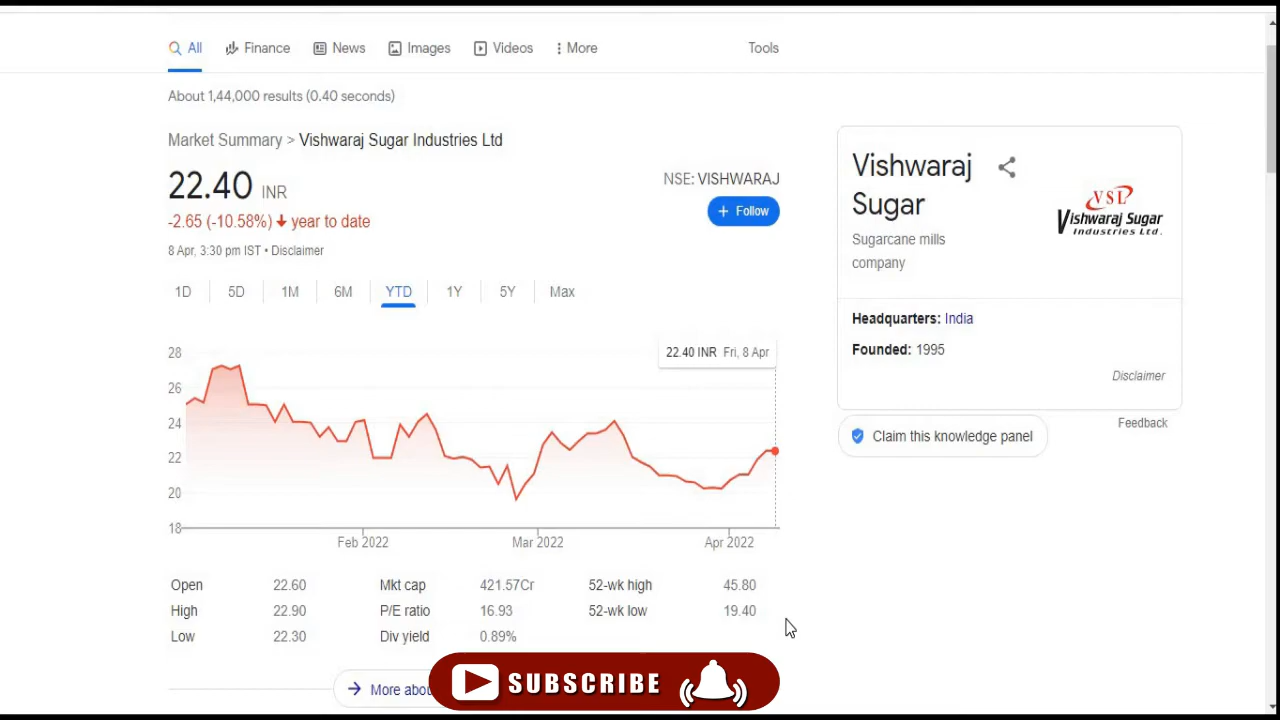 All Finance News Images Videos More Tools
About 1,44,000 results (0.40 seconds)
Market Summary > Vishwaraj Sugar Industries Ltd
22.40 INR
-2.65 (-10.58%) year to date
8 Apr, 3:30 pm IST • Disclaimer
NSE: VISHWARAJ
+ Follow
1D 5D 1M 6M YTD 1Y 5Y Max
22.40 INR Fri, 8 Apr
28
26
24
22
20
18
Feb 2022 Mar 2022 Apr 2022
Open 22.60 Mkt cap 421.57Cr 52-wk high 45.80
High 22.90 P/E ratio 16.93 52-wk low 19.40
Low 22.30 Div yield 0.89%
More abou
SUBSCRIBE
Vishwaraj
Sugar
Sugarcane mills
company
VSL
Vishwaraj Sugar
Industries Ltd.
Headquarters: India
Founded: 1995
Disclaimer
Feedback
Claim this knowledge panel